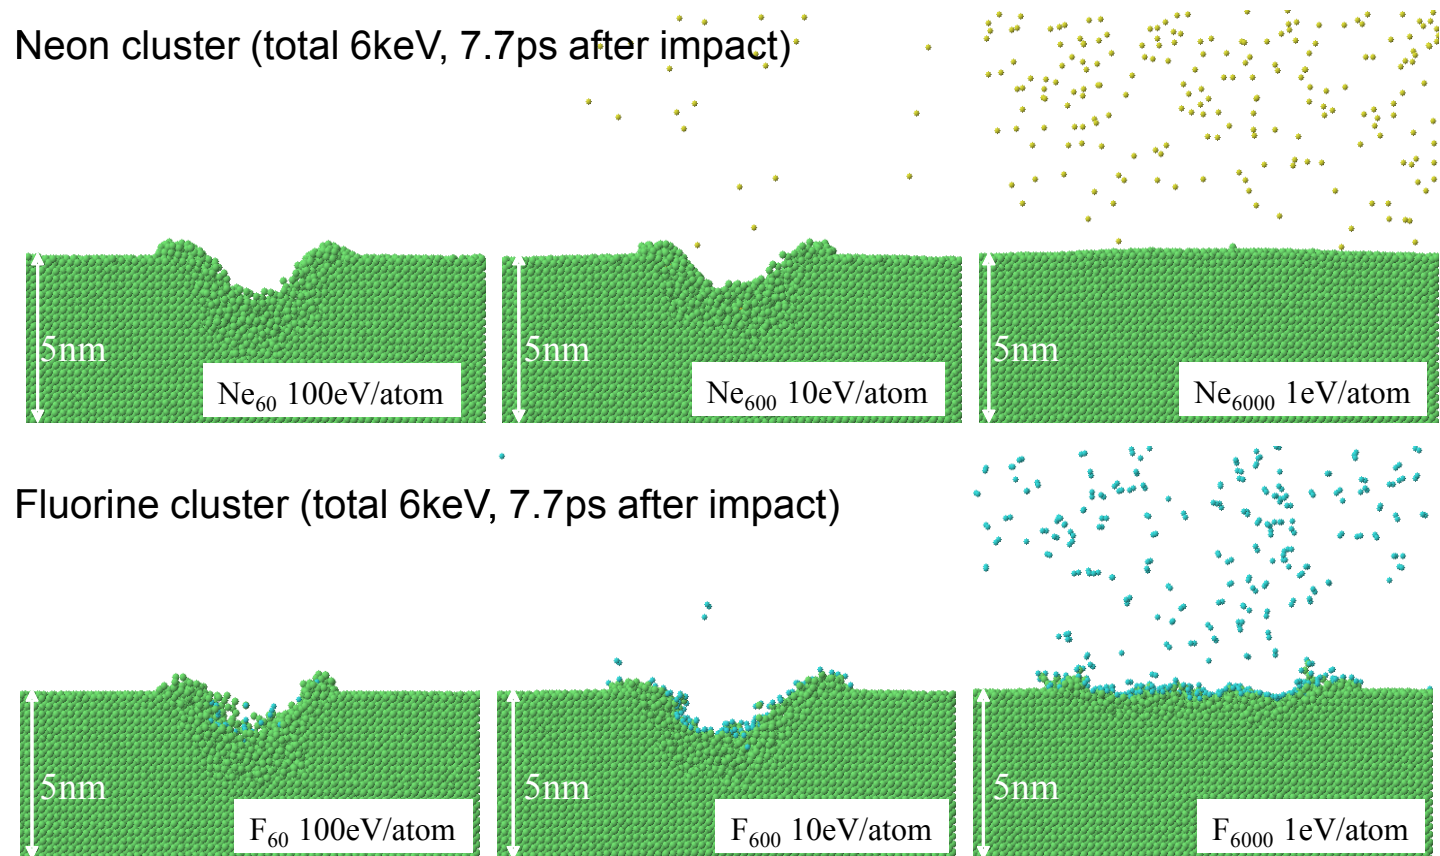 Neon cluster (total 6keV, 7.7ps after impact)
5nm
Ne₆₀ 100eV/atom
5nm
Ne₆₀₀ 10eV/atom
5nm
Ne₆₀₀₀ 1eV/atom
Fluorine cluster (total 6keV, 7.7ps after impact)
5nm
F₆₀ 100eV/atom
5nm
F₆₀₀ 10eV/atom
5nm
F₆₀₀₀ 1eV/atom